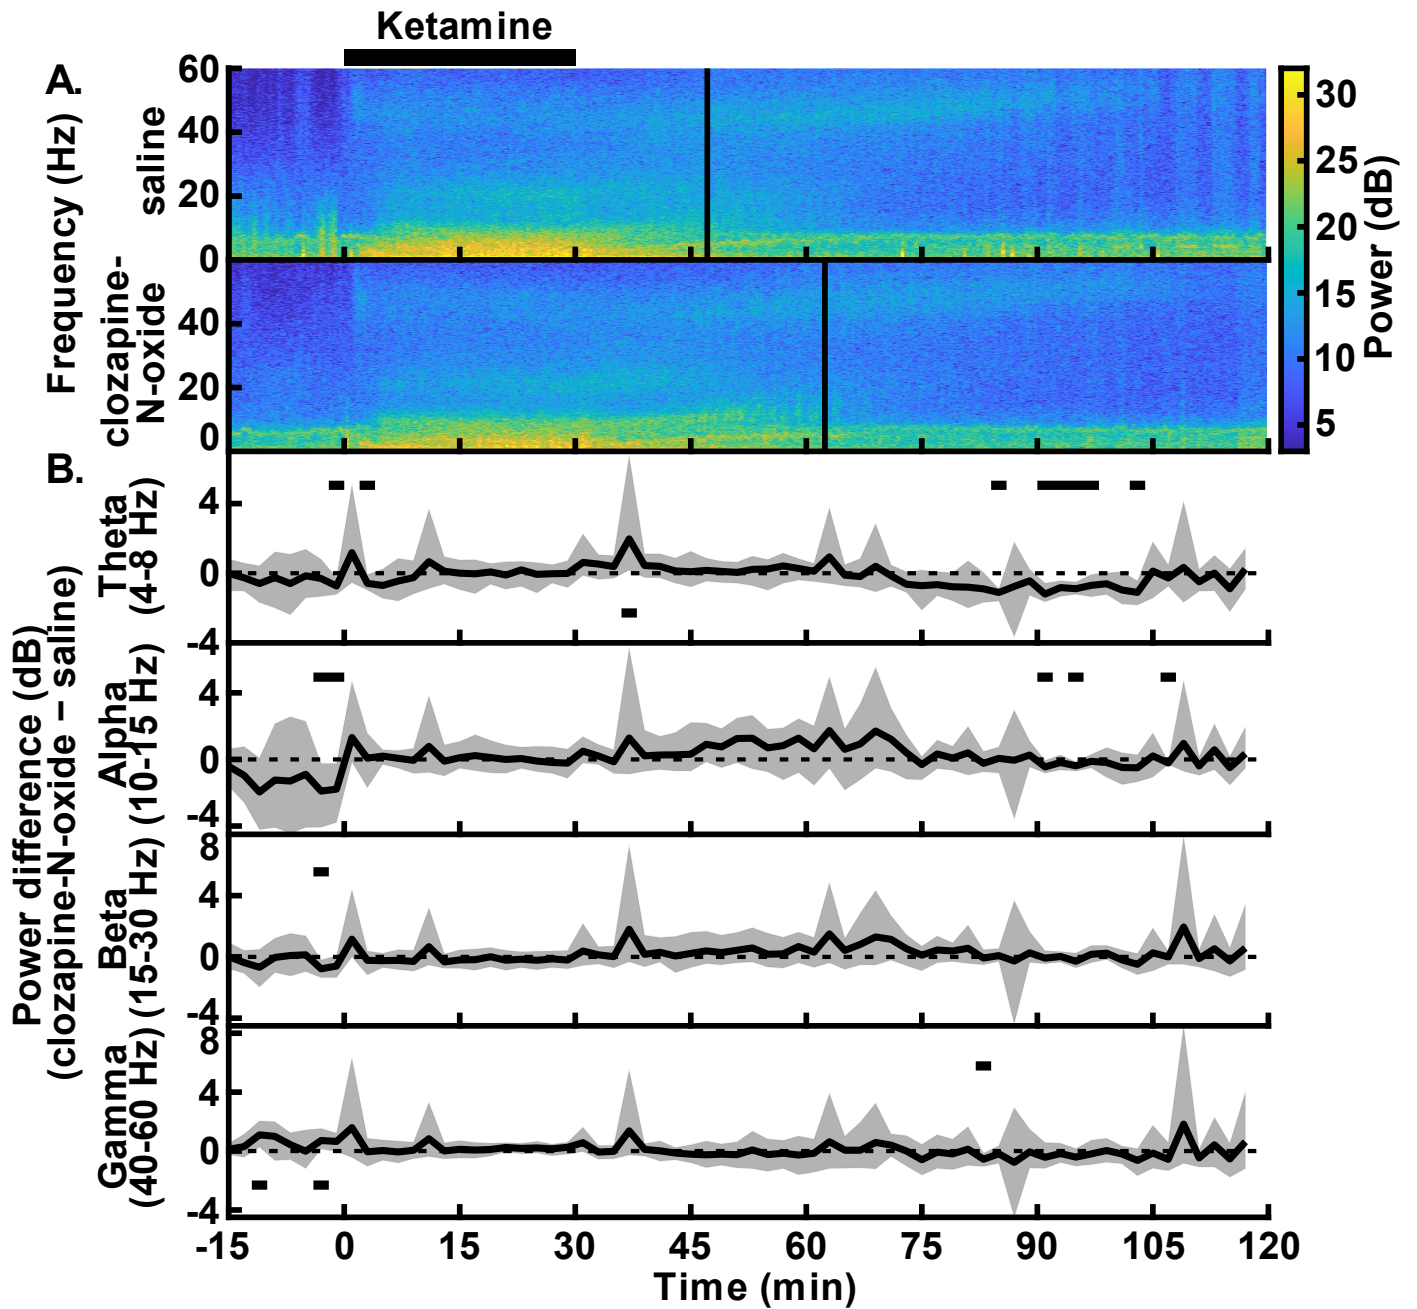 Ketamine
A.
Frequency (Hz)
saline
60
40
20
0
clozapine-
N-oxide
40
20
0
30
25
20
15
10
5
Power (dB)
B.
Power difference (dB)
(clozapine-N-oxide – saline)
Theta
(4-8 Hz)
4
0
-4
Alpha
(10-15 Hz)
4
0
-4
Beta
(15-30 Hz)
8
4
0
-4
Gamma
(40-60 Hz)
8
4
0
-4
-15 0 15 30 45 60 75 90 105 120
Time (min)